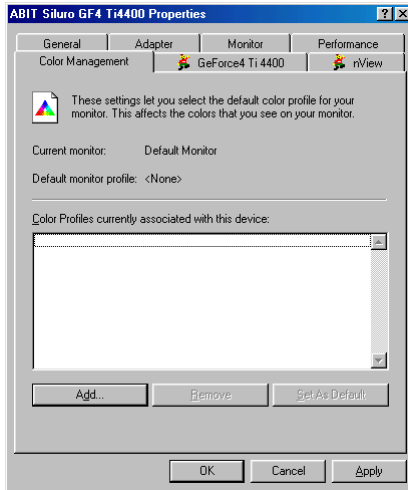 ABIT Siluro GF4 Ti4400 Properties
General Adapter Monitor Performance
Color Management GeForce4 Ti 4400 nView
These settings let you select the default color profile for your
monitor. This affects the colors that you see on your monitor.
Current monitor: Default Monitor
Default monitor profile: <None>
Color Profiles currently associated with this device:
Add... Remove Set As Default
OK Cancel Apply